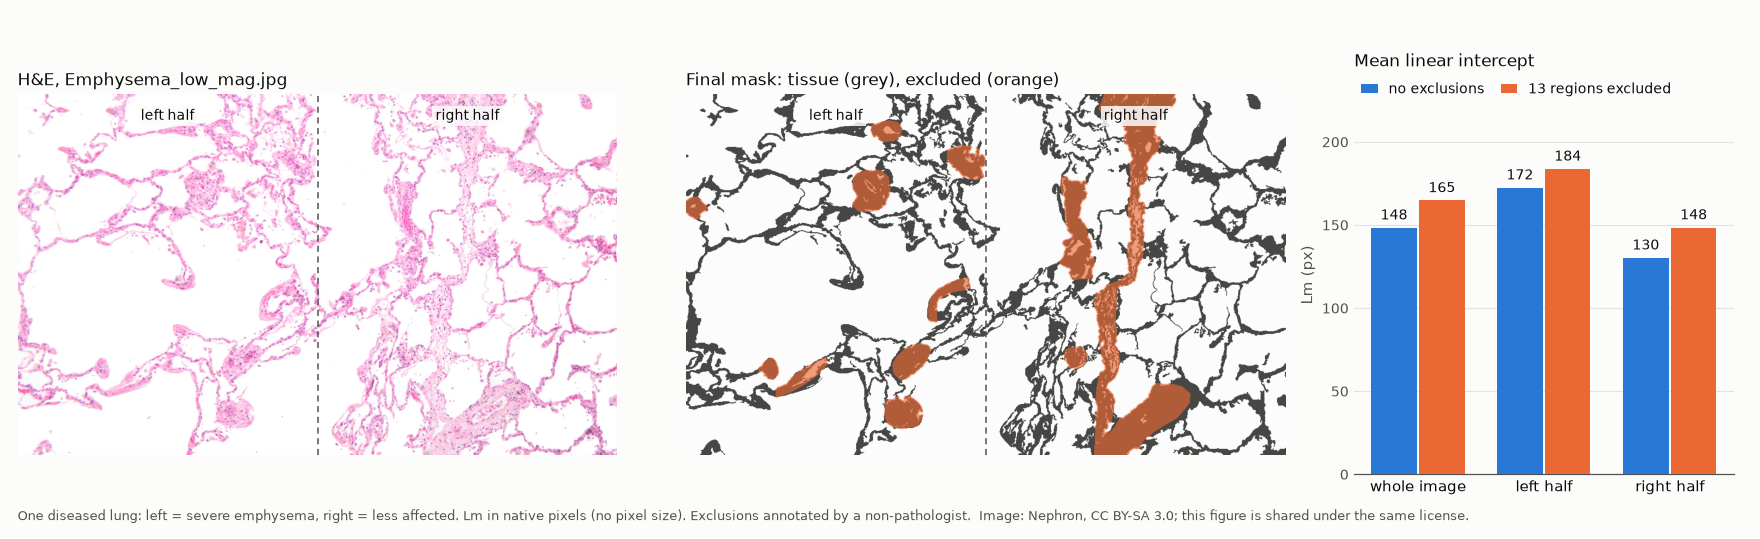 H&E, Emphysema_low_mag.jpg
left half
right half
Final mask: tissue (grey), excluded (orange)
left half
right half
Mean linear intercept
no exclusions
13 regions excluded
Lm (px)
200
150
100
50
0
148
165
172
184
130
148
whole image
left half
right half
One diseased lung: left = severe emphysema, right = less affected. Lm in native pixels (no pixel size). Exclusions annotated by a non-pathologist.  Image: Nephron, CC BY-SA 3.0; this figure is shared under the same license.